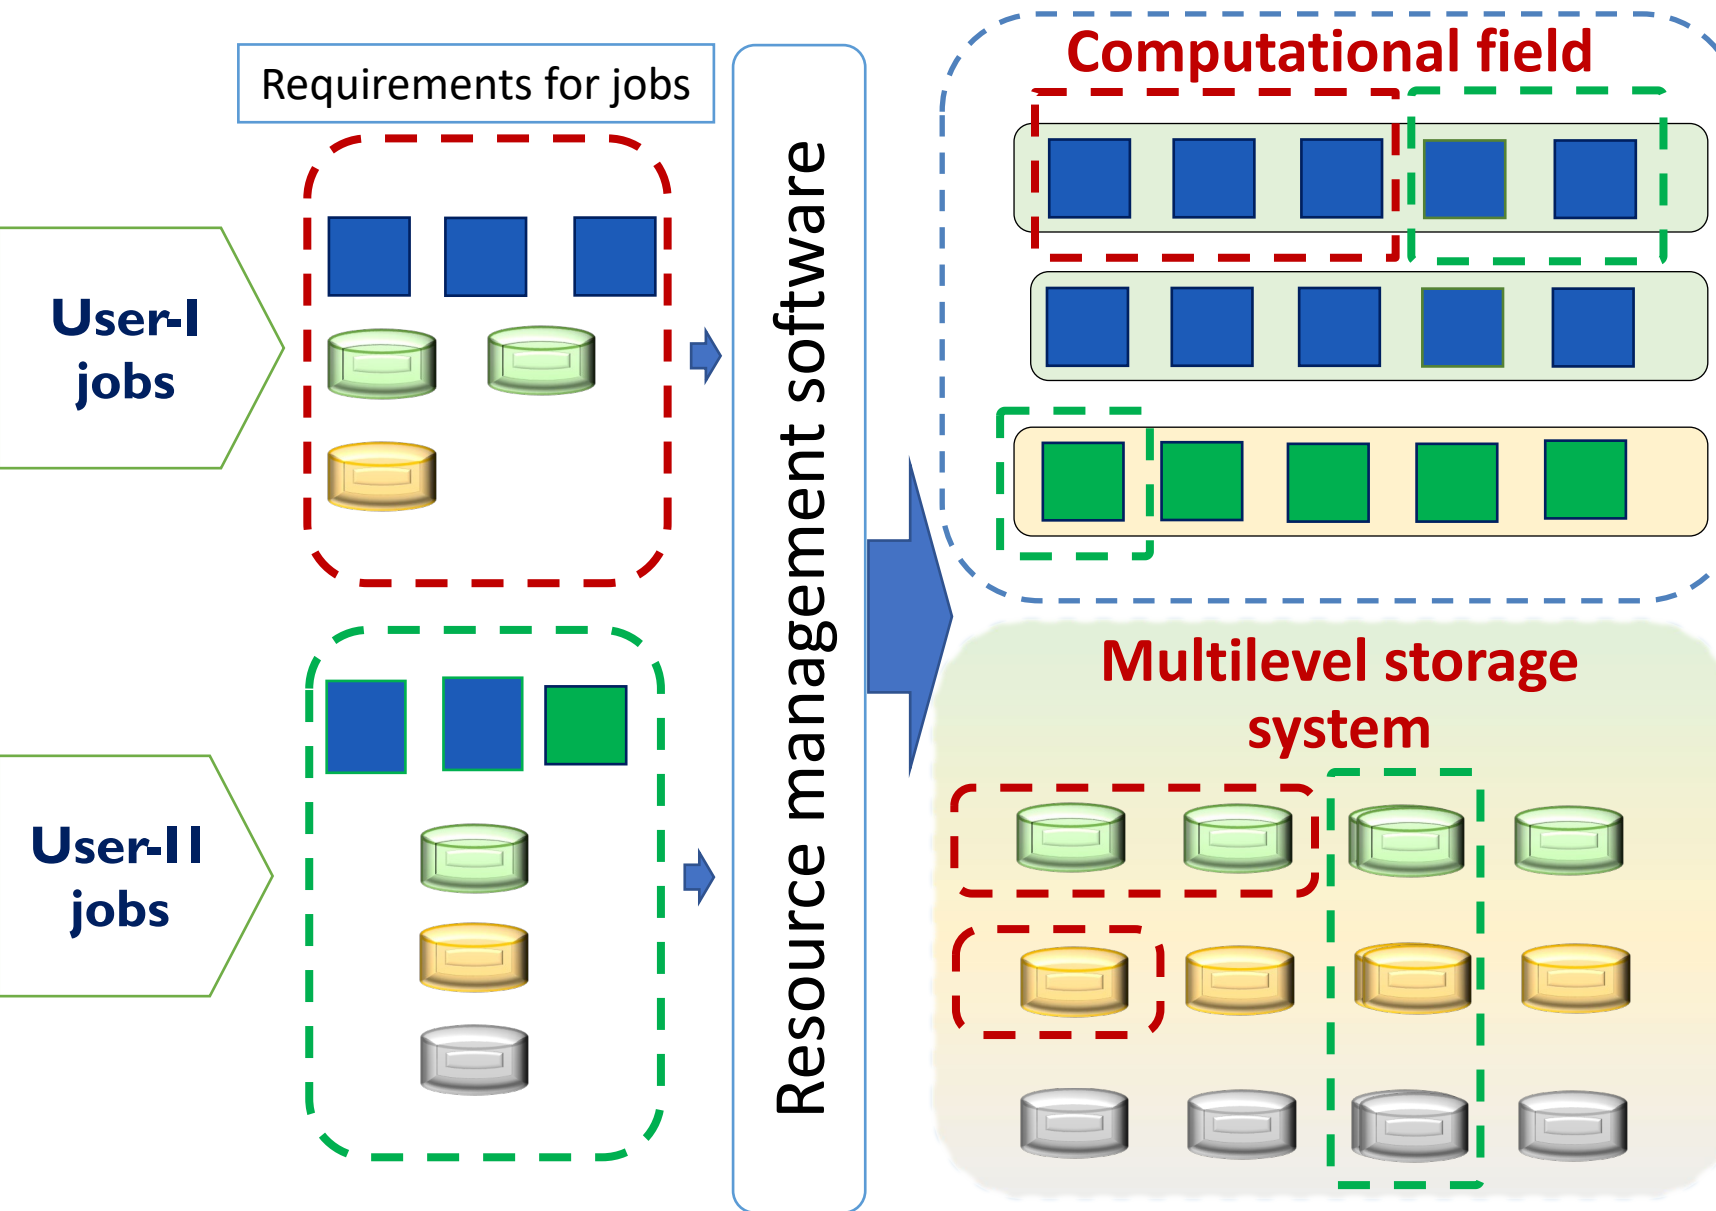 Requirements for jobs
User-I
jobs
User-II
jobs
Resource management software
Computational field
Multilevel storage
system